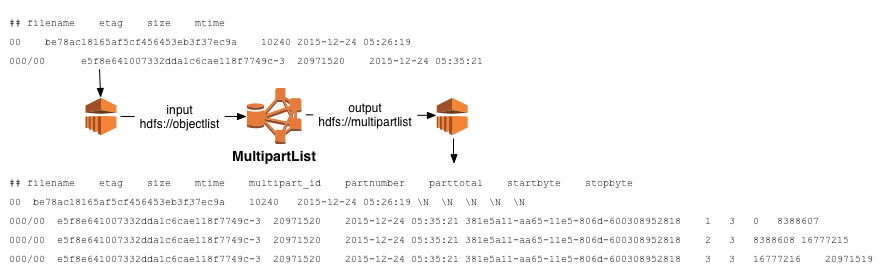 ## filename etag size mtime
00 be78ac18165af5cf456453eb3f37ec9a 10240 2015-12-24 05:26:19
000/00 e5f8e641007332dda1c6cae118f7749c-3 20971520 2015-12-24 05:35:21
input
hdfs://objectlist
output
hdfs://multipartlist
MultipartList
## filename etag size mtime multipart_id partnumber parttotal startbyte stopbyte
00 be78ac18165af5cf456453eb3f37ec9a 10240 2015-12-24 05:26:19 \N \N \N \N \N
000/00 e5f8e641007332dda1c6cae118f7749c-3 20971520 2015-12-24 05:35:21 381e5a11-aa65-11e5-806d-600308952818 1 3 0 8388607
000/00 e5f8e641007332dda1c6cae118f7749c-3 20971520 2015-12-24 05:35:21 381e5a11-aa65-11e5-806d-600308952818 2 3 8388608 16777215
000/00 e5f8e641007332dda1c6cae118f7749c-3 20971520 2015-12-24 05:35:21 381e5a11-aa65-11e5-806d-600308952818 3 3 16777216 20971519